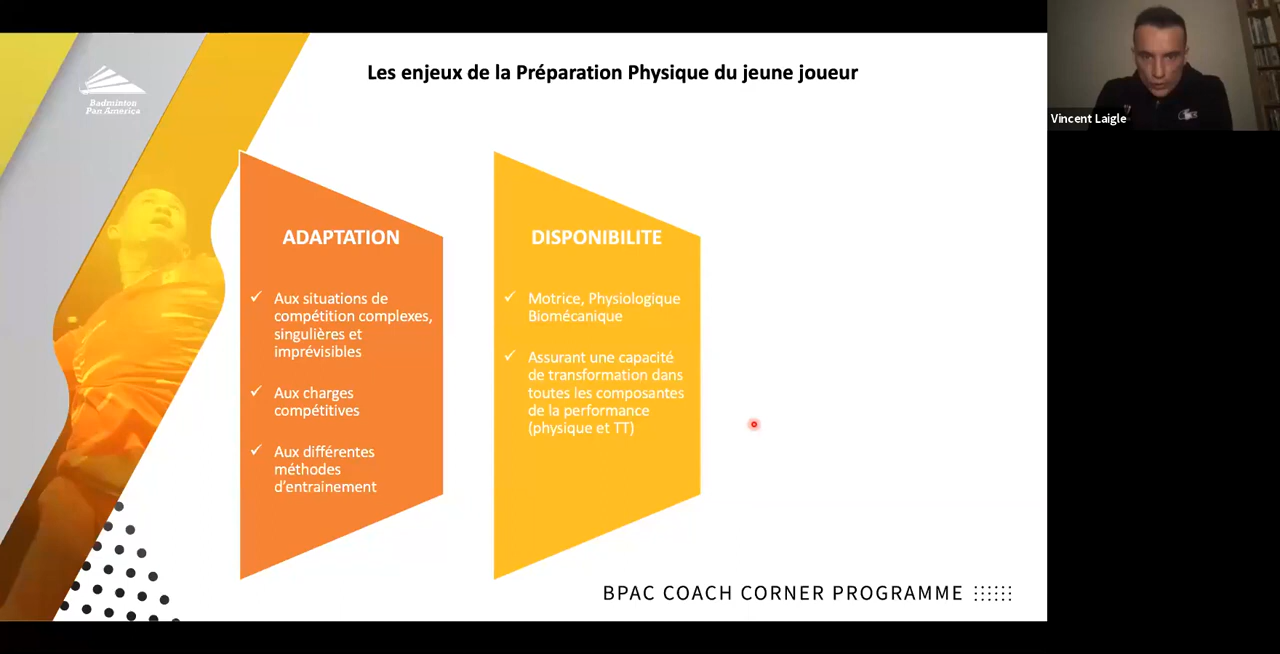 Les enjeux de la Préparation Physique du jeune joueur
Badminton
Pan America
Vincent Laigle
ADAPTATION
✓ Aux situations de
compétition complexes,
singulières et
imprévisibles
✓ Aux charges
compétitives
✓ Aux différentes
méthodes
d'entrainement
DISPONIBILITE
✓ Motrice, Physiologique
Biomécanique
✓ Assurant une capacité
de transformation dans
toutes les composantes
de la performance
(physique et TT)
BPAC COACH CORNER PROGRAMME